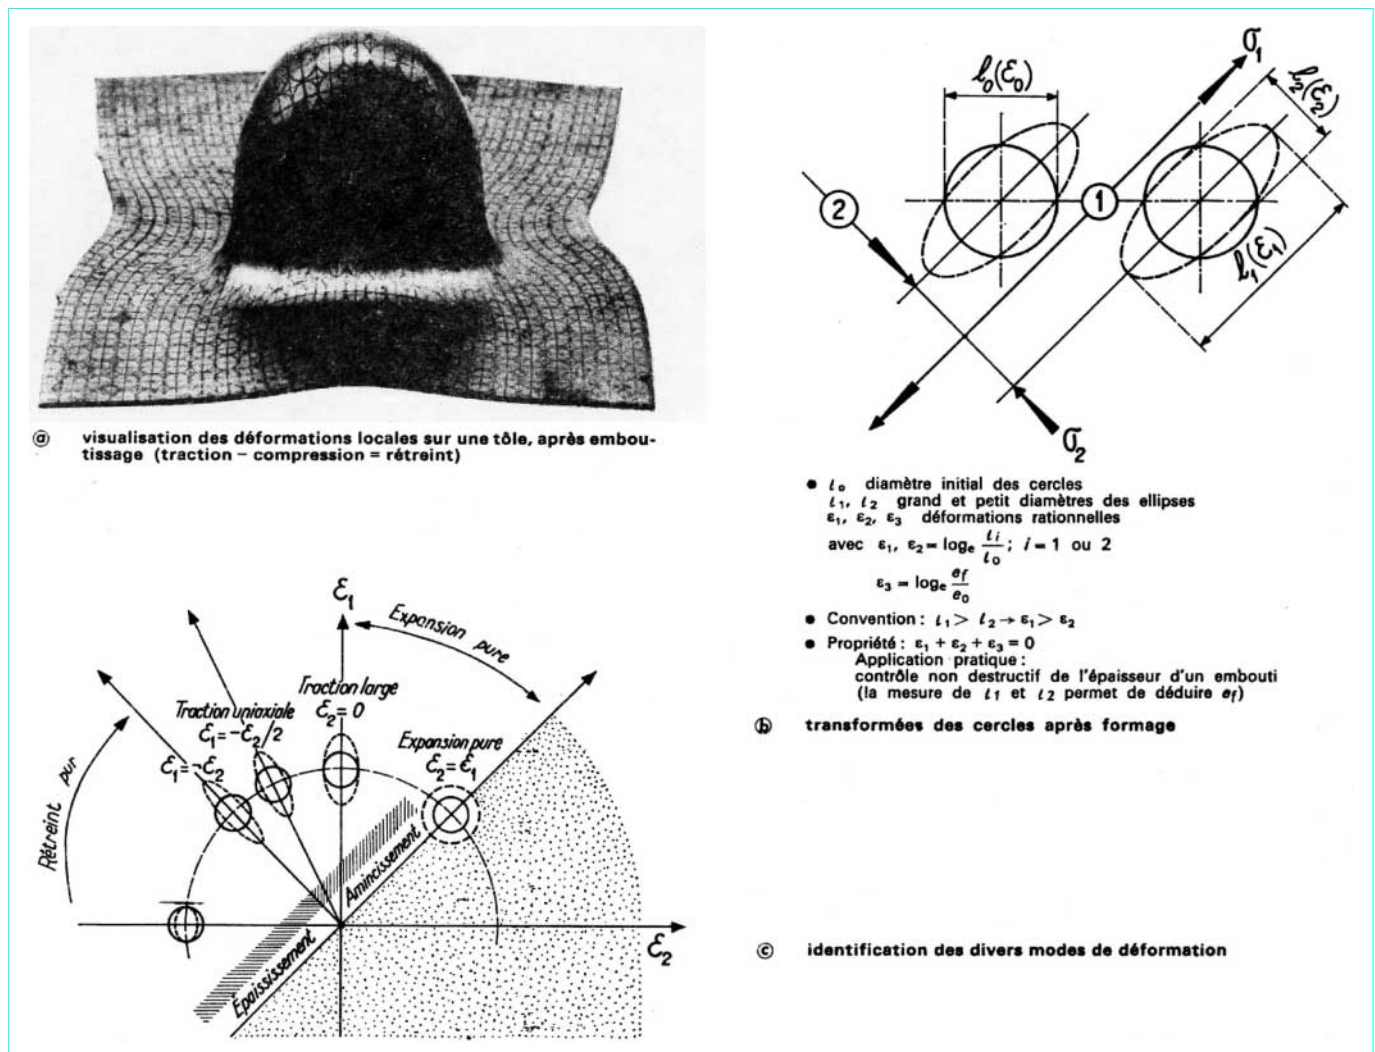 ⓐ visualisation des déformations locales sur une tôle, après embou-
tissage (traction – compression = rétreint)
σ1
l0(ε0)
l2(ε2)
2
1
l1(ε1)
σ2
● l0 diamètre initial des cercles
l1, l2 grand et petit diamètres des ellipses
ε1, ε2, ε3 déformations rationnelles
avec ε1, ε2 = loge li/l0 ; i = 1 ou 2
ε3 = loge ef/e0
● Convention : l1 > l2 → ε1 > ε2
● Propriété : ε1 + ε2 + ε3 = 0
Application pratique :
contrôle non destructif de l'épaisseur d'un embouti
(la mesure de l1 et l2 permet de déduire ef)
ⓑ transformées des cercles après formage
ε1
Expansion pure
Traction large
ε2 = 0
Traction uniaxiale
ε1 = -ε2/2
ε1 = -ε2
Expansion pure
ε2 = ε1
Rétreint pur
Amincissement
Épaississement
ε2
ⓒ identification des divers modes de déformation